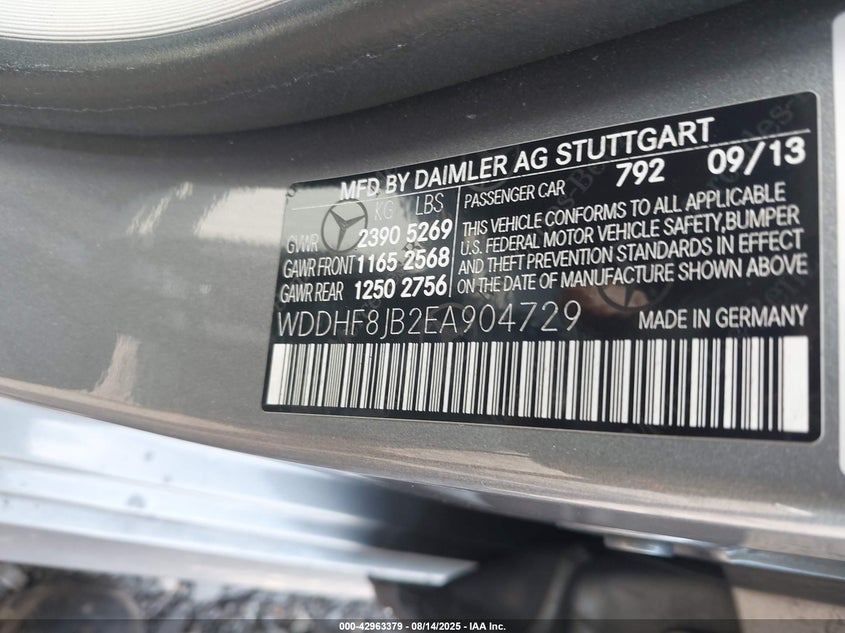 MFD BY DAIMLER AG STUTTGART
792 09/13
KG LBS
GVWR 2390 5269
GAWR FRONT 1165 2568
GAWR REAR 1250 2756
PASSENGER CAR
THIS VEHICLE CONFORMS TO ALL APPLICABLE
U.S. FEDERAL MOTOR VEHICLE SAFETY,BUMPER
AND THEFT PREVENTION STANDARDS IN EFFECT
ON THE DATE OF MANUFACTURE SHOWN ABOVE
WDDHF8JB2EA904729
MADE IN GERMANY
000-42963379 - 08/14/2025 - IAA Inc.